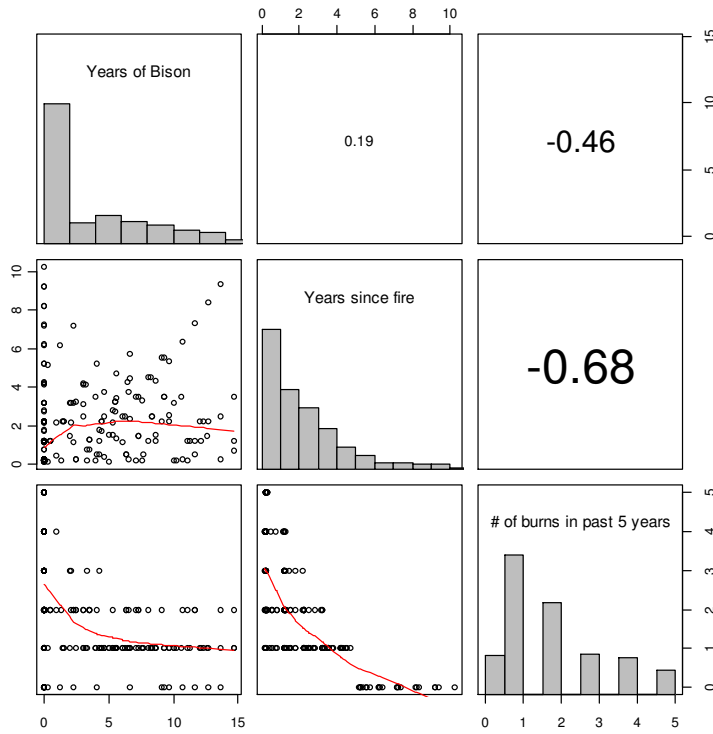 0 2 4 6 8 10
Years of Bison
0.19
-0.46
0 5 10 15
0 2 4 6 8 10
Years since fire
-0.68
# of burns in past 5 years
0 1 2 3 4 5
0 5 10 15
0 1 2 3 4 5